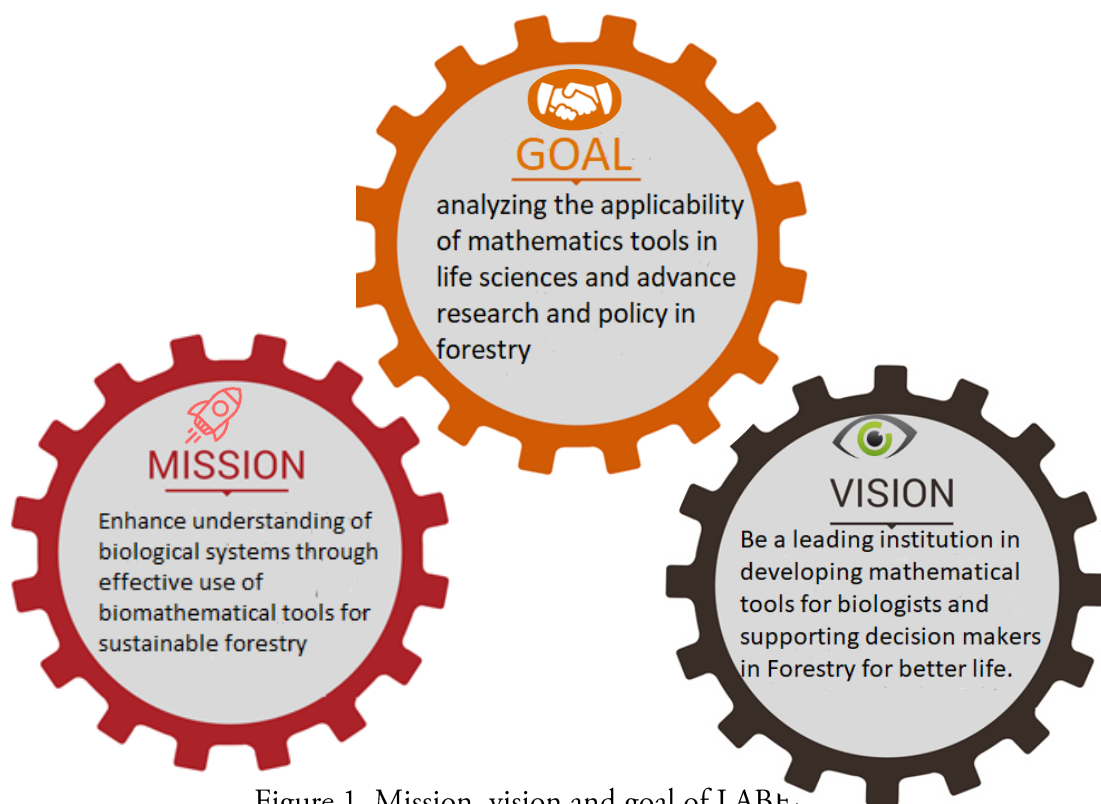 GOAL
analyzing the applicability
of mathematics tools in
life sciences and advance
research and policy in
forestry
MISSION
Enhance understanding of
biological systems through
effective use of
biomathematical tools for
sustainable forestry
VISION
Be a leading institution in
developing mathematical
tools for biologists and
supporting decision makers
in Forestry for better life.
Figure 1. Mission, vision and goal of